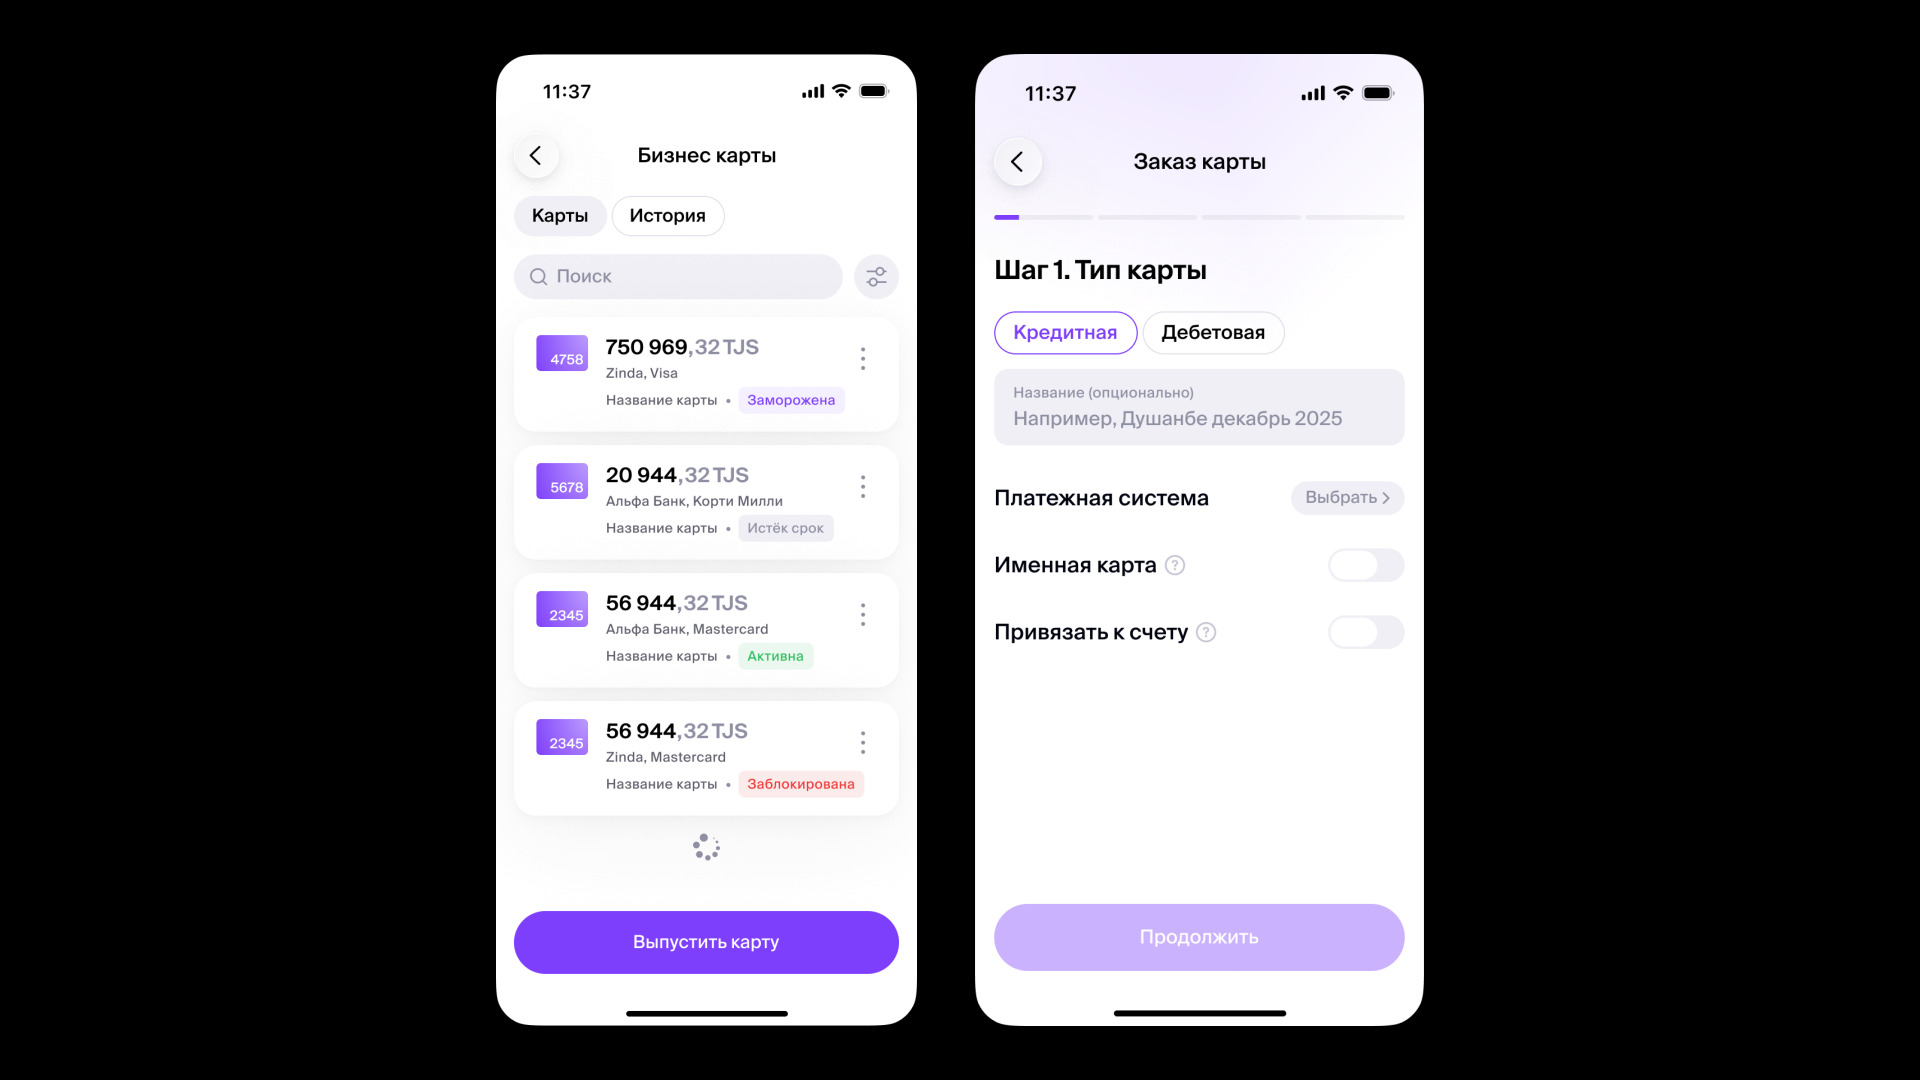 11:37
Бизнес карты
Карты
История
Поиск
4758
750 969,32 TJS
Zinda, Visa
Название карты • Заморожена
5678
20 944,32 TJS
Альфа Банк, Корти Милли
Название карты • Истёк срок
2345
56 944,32 TJS
Альфа Банк, Mastercard
Название карты • Активна
2345
56 944,32 TJS
Zinda, Mastercard
Название карты • Заблокирована
Выпустить карту
11:37
Заказ карты
Шаг 1. Тип карты
Кредитная
Дебетовая
Название (опционально)
Например, Душанбе декабрь 2025
Платежная система
Выбрать
Именная карта ?
Привязать к счету ?
Продолжить